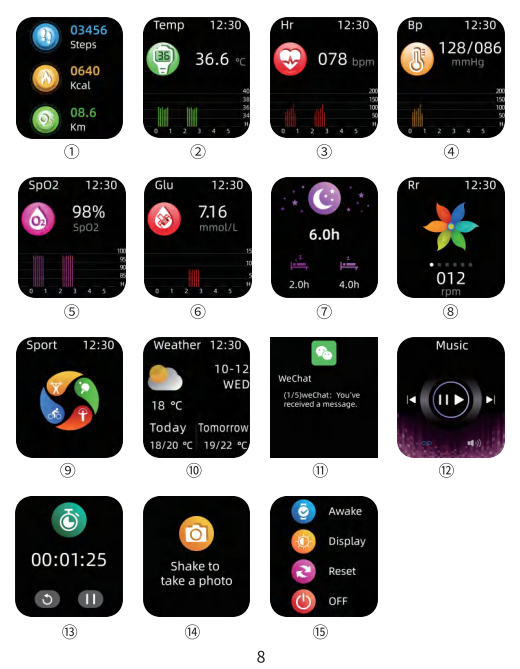 03456
Steps
0640
Kcal
08.6
Km
①
Temp 12:30
36
36.6 °C
40
38
36
34
H
0 1 2 3 4 5
②
Hr 12:30
078 bpm
200
150
100
50
H
0 1 2 3 4 5
③
Bp 12:30
128/086
mmHg
200
150
100
50
H
0 1 2 3 4 5
④
SpO2 12:30
O2
98%
SpO2
100
95
90
85
H
0 1 2 3 4 5
⑤
Glu 12:30
7.16
mmol/L
15
10
5
H
0 1 2 3 4 5
⑥
6.0h
2.0h 4.0h
⑦
Rr 12:30
012
rpm
⑧
Sport 12:30
⑨
Weather 12:30
10-12
WED
18 °C
Today Tomorrow
18/20 °C 19/22 °C
⑩
WeChat
(1/5)weChat: You've
received a message.
⑪
Music
⑫
00:01:25
⑬
Shake to
take a photo
⑭
Awake
Display
Reset
OFF
⑮
8